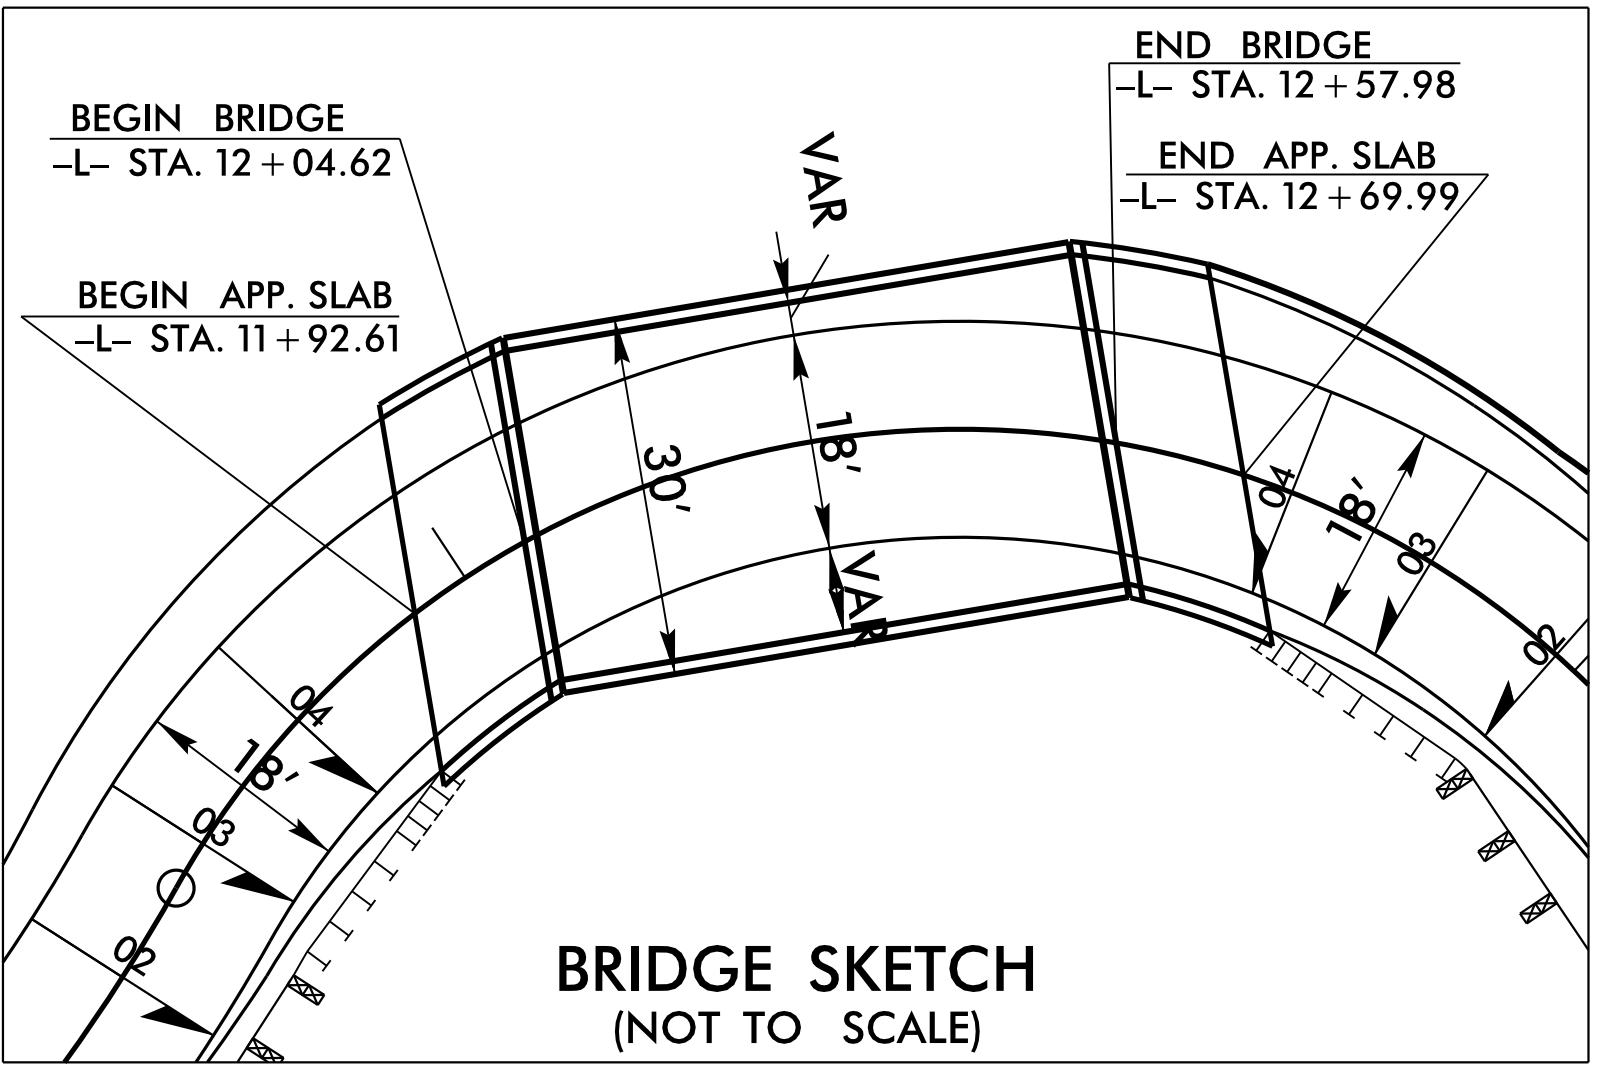 END BRIDGE
–L– STA. 12+57.98
BEGIN BRIDGE
–L– STA. 12+04.62
END APP. SLAB
–L– STA. 12+69.99
VAR
BEGIN APP. SLAB
–L– STA. 11+92.61
30'
18'
VAR
04
18'
03
02
04
18'
03
02
BRIDGE SKETCH
(NOT TO SCALE)